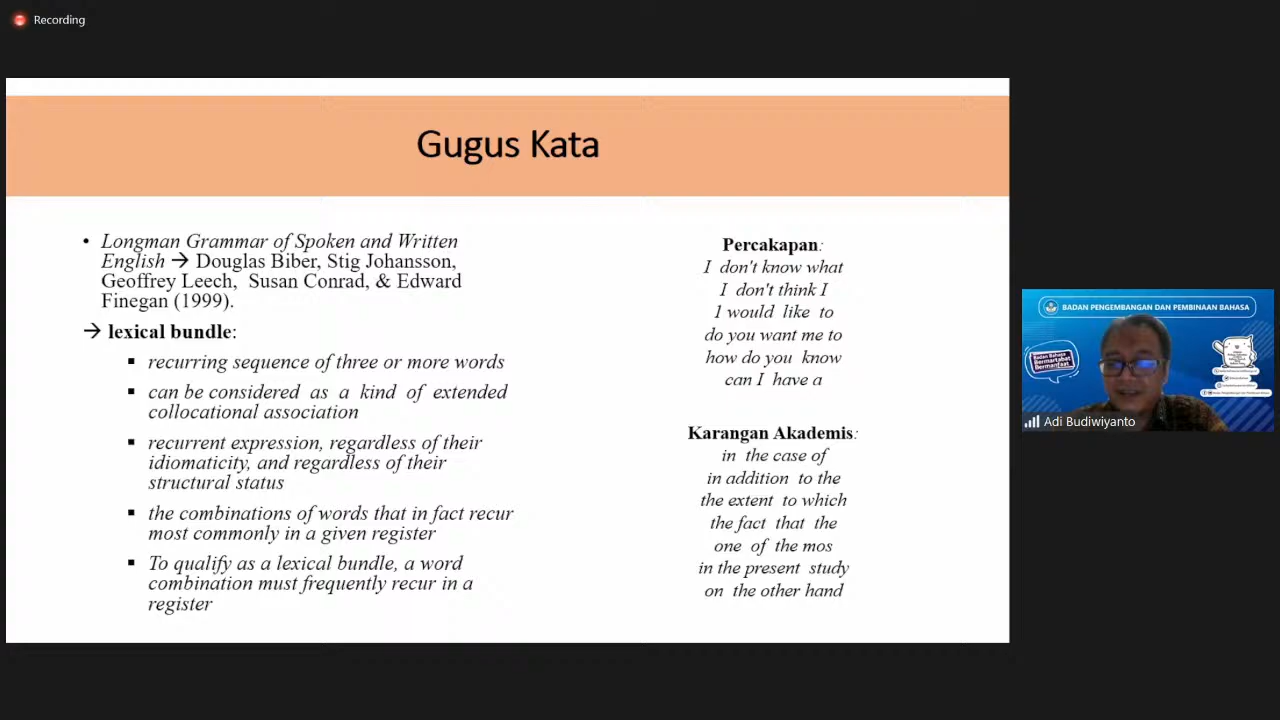 Recording
Gugus Kata
• Longman Grammar of Spoken and Written
English → Douglas Biber, Stig Johansson,
Geoffrey Leech, Susan Conrad, & Edward
Finegan (1999).
→ lexical bundle:
▪ recurring sequence of three or more words
▪ can be considered as a kind of extended
collocational association
▪ recurrent expression, regardless of their
idiomaticity, and regardless of their
structural status
▪ the combinations of words that in fact recur
most commonly in a given register
▪ To qualify as a lexical bundle, a word
combination must frequently recur in a
register
Percakapan:
I don't know what
I don't think I
I would like to
do you want me to
how do you know
can I have a
Karangan Akademis:
in the case of
in addition to the
the extent to which
the fact that the
one of the mos
in the present study
on the other hand
BADAN PENGEMBANGAN DAN PEMBINAAN BAHASA
Badan Bahasa
Bermartabat
Bermanfaat
Adi Budiwiyanto